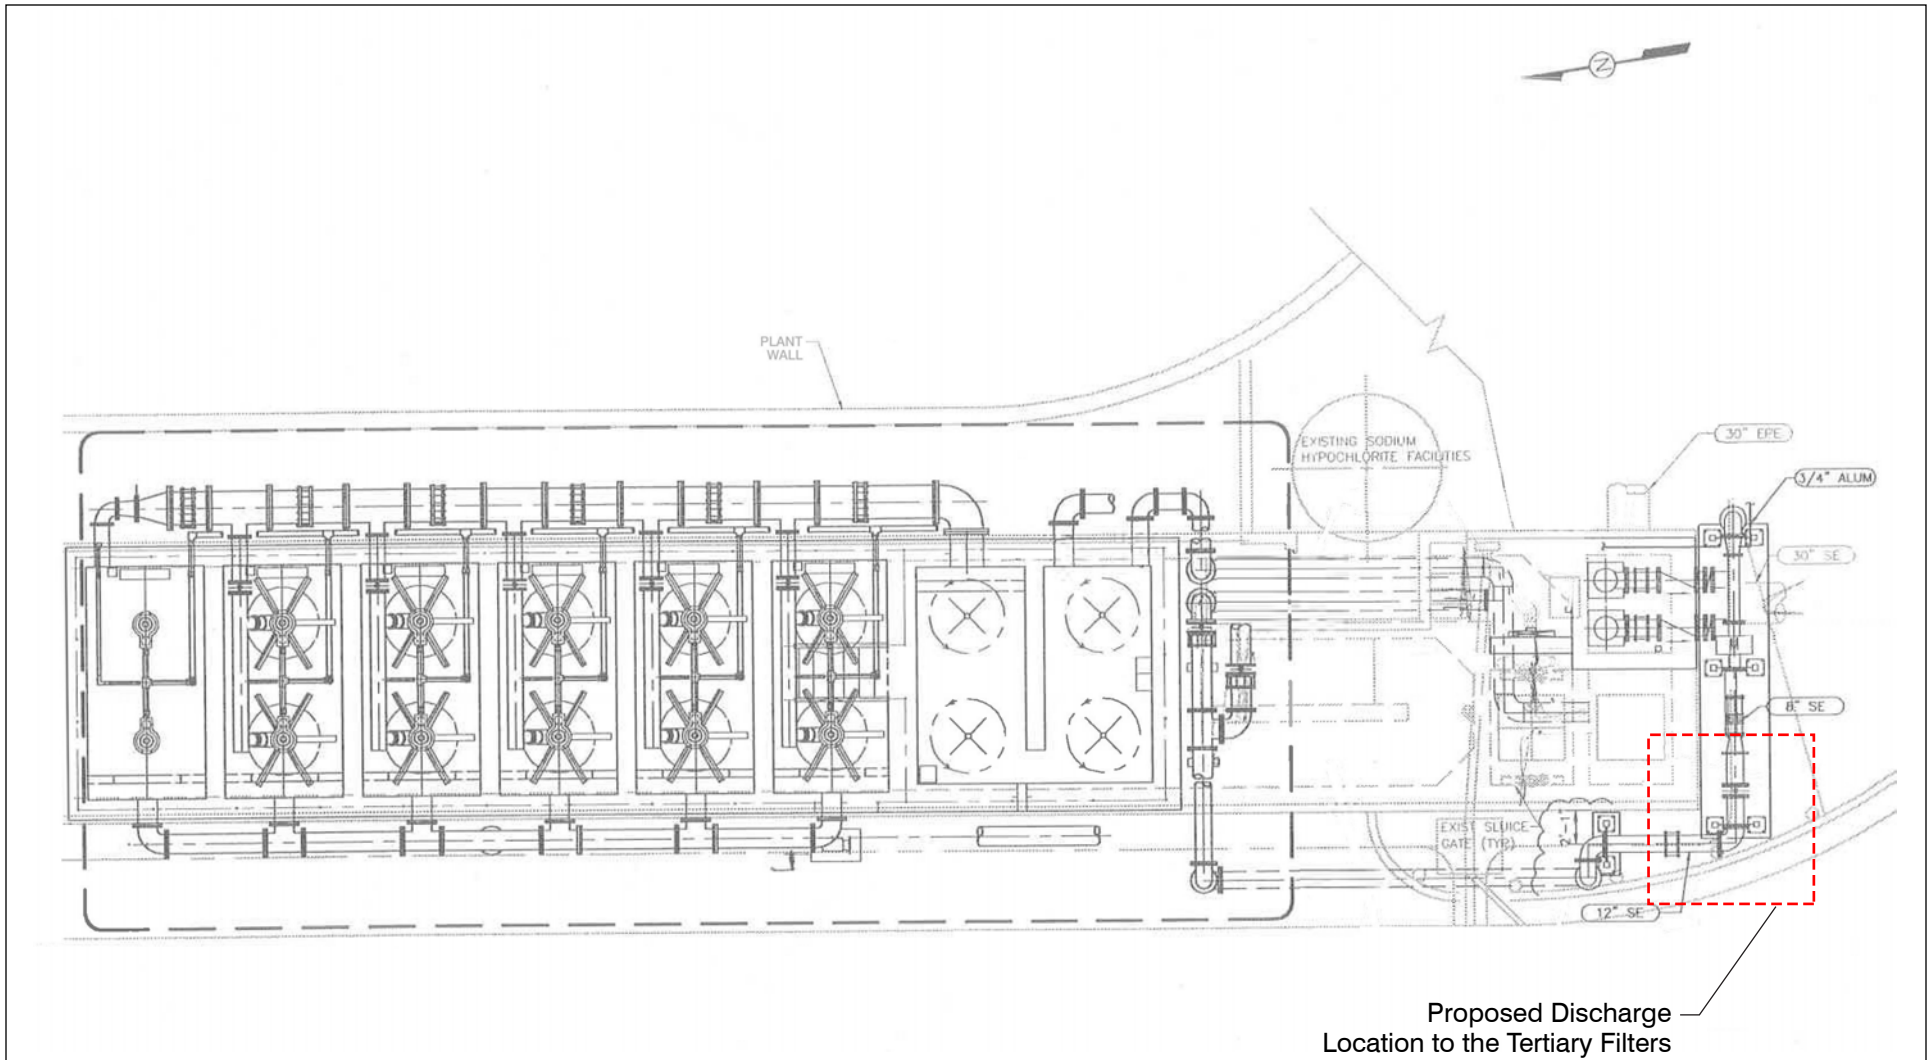 N
PLANT
WALL
EXISTING SODIUM
HYPOCHLORITE FACILITIES
30" EPE
3/4" ALUM
30" SE
8" SE
EXIST SLUICE
GATE (TYP)
12" SE
Proposed Discharge
Location to the Tertiary Filters